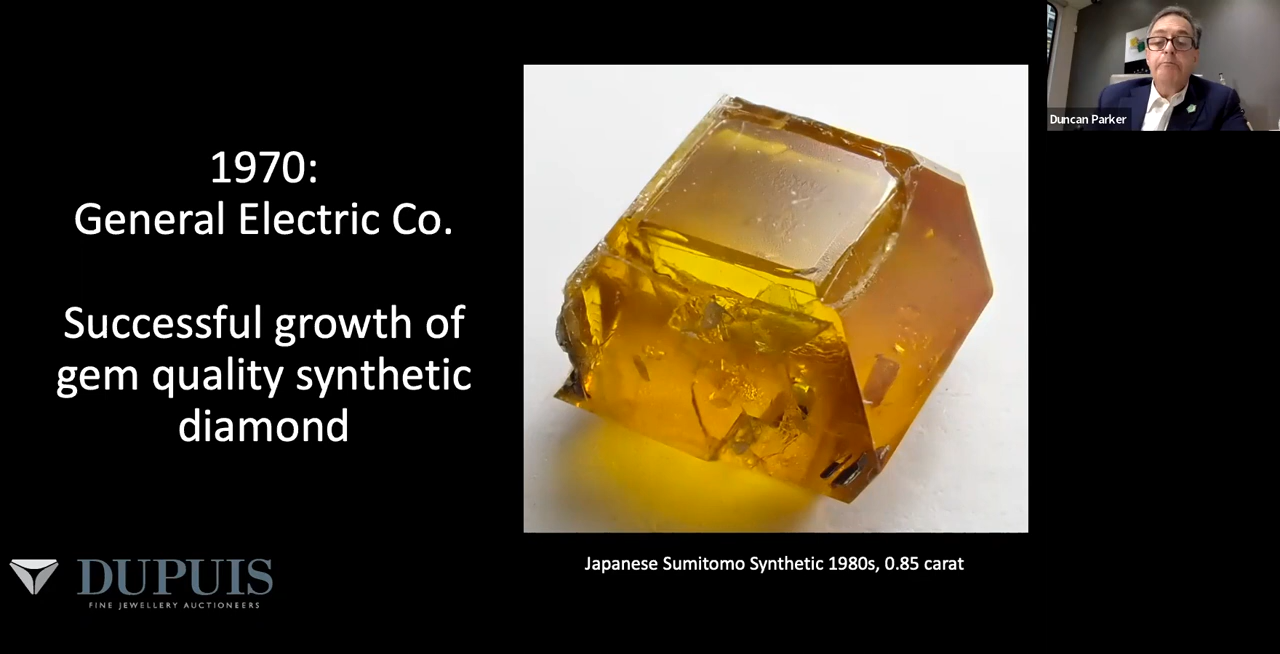 1970:
General Electric Co.
Successful growth of
gem quality synthetic
diamond
Japanese Sumitomo Synthetic 1980s, 0.85 carat
DUPUIS
FINE JEWELLERY AUCTIONEERS
Duncan Parker